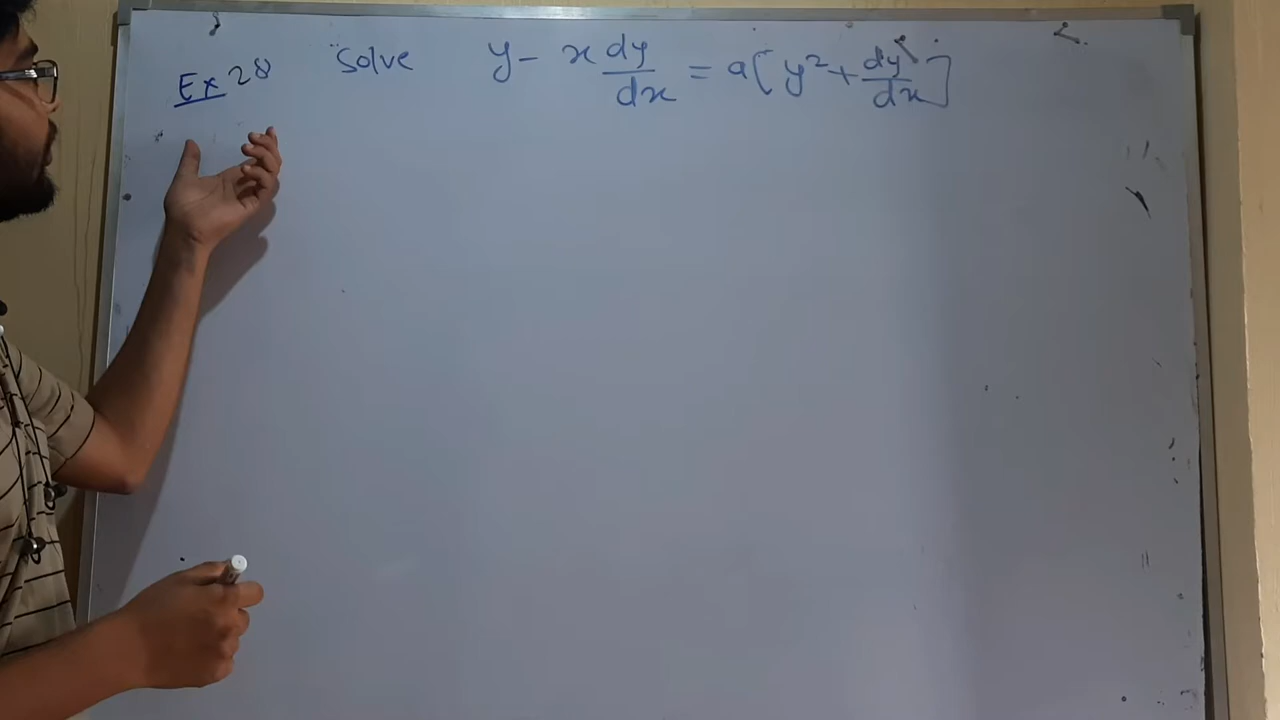 Ex 28 Solve y - x dy/dx = a[y² + dy/dx]